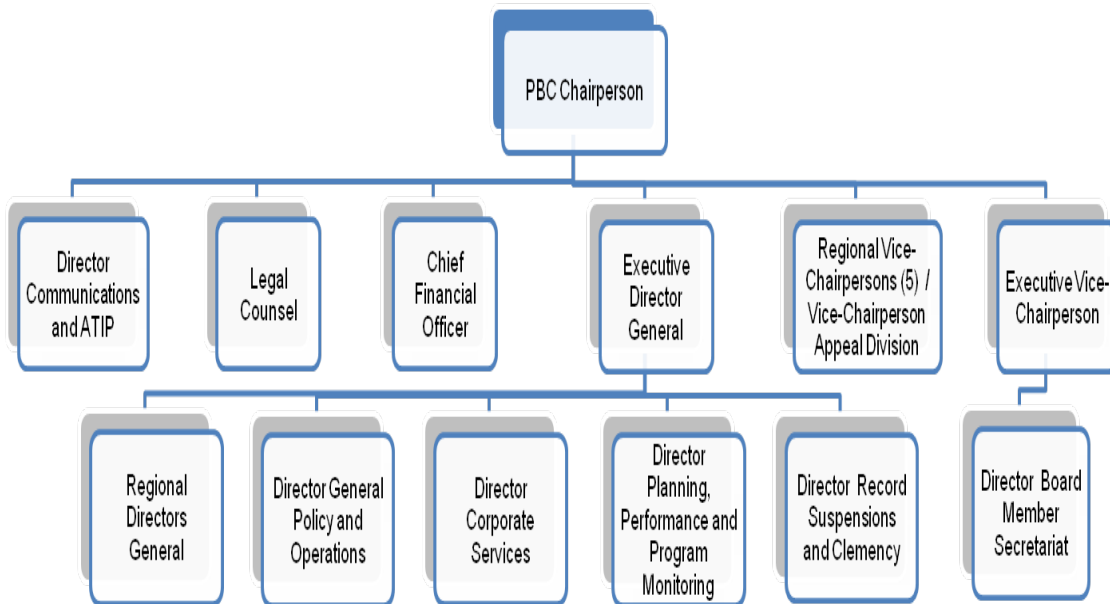 PBC Chairperson
Director
Communications
and ATIP
Legal
Counsel
Chief
Financial
Officer
Executive
Director
General
Regional Vice-
Chairpersons (5) /
Vice-Chairperson
Appeal Division
Executive Vice-
Chairperson
Regional
Directors
General
Director General
Policy and
Operations
Director
Corporate
Services
Director
Planning,
Performance and
Program
Monitoring
Director Record
Suspensions
and Clemency
Director Board
Member
Secretariat